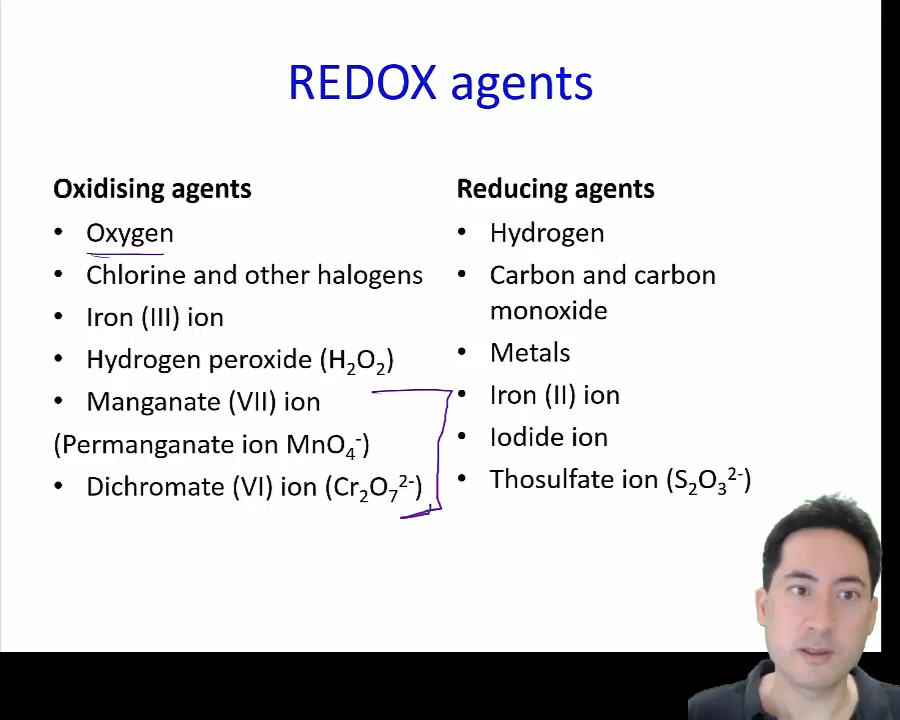 REDOX agents
Oxidising agents
• Oxygen
• Chlorine and other halogens
• Iron (III) ion
• Hydrogen peroxide (H₂O₂)
• Manganate (VII) ion
(Permanganate ion MnO₄⁻)
• Dichromate (VI) ion (Cr₂O₇²⁻)
Reducing agents
• Hydrogen
• Carbon and carbon
monoxide
• Metals
• Iron (II) ion
• Iodide ion
• Thosulfate ion (S₂O₃²⁻)